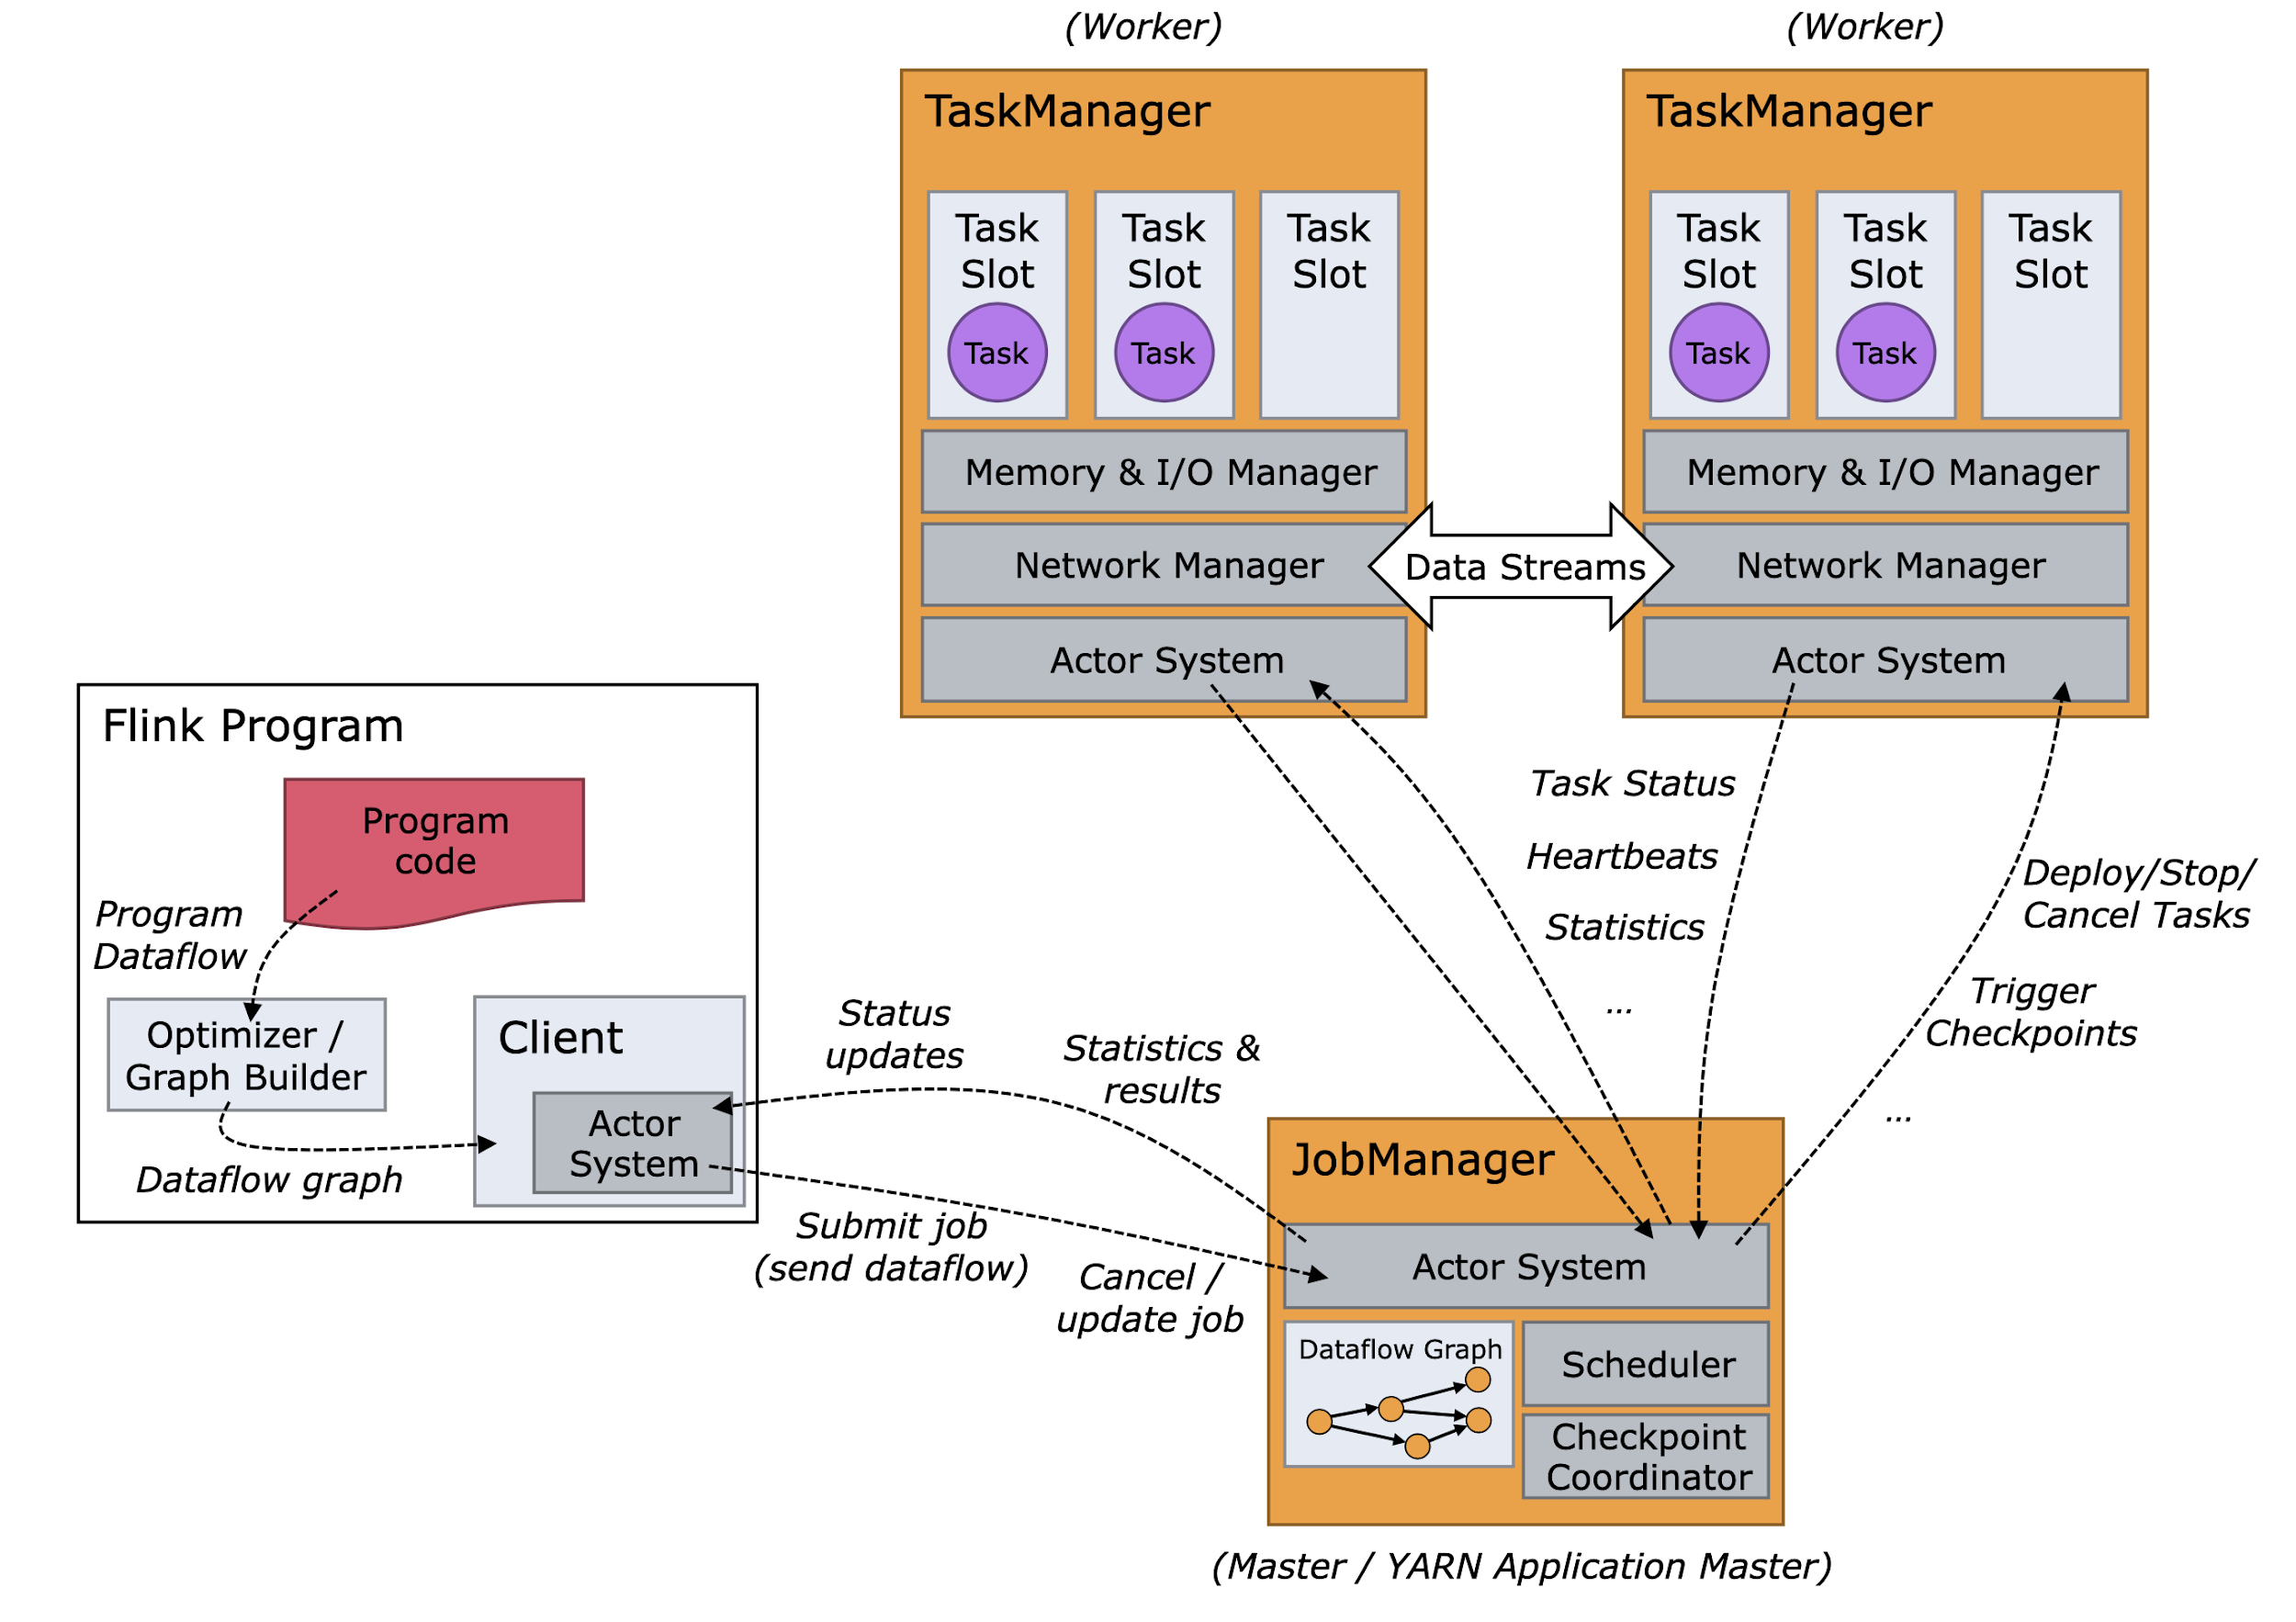 (Worker)
TaskManager
Task
Slot
Task
Task
Slot
Task
Task
Slot
Memory & I/O Manager
Network Manager
Actor System
(Worker)
TaskManager
Task
Slot
Task
Task
Slot
Task
Task
Slot
Memory & I/O Manager
Network Manager
Actor System
Data Streams
Flink Program
Program
code
Program
Dataflow
Optimizer /
Graph Builder
Dataflow graph
Client
Actor
System
Status
updates
Statistics &
results
Submit job
(send dataflow)
Cancel /
update job
Task Status
Heartbeats
Statistics
...
Deploy/Stop/
Cancel Tasks
Trigger
Checkpoints
...
JobManager
Actor System
Dataflow Graph
Scheduler
Checkpoint
Coordinator
(Master / YARN Application Master)